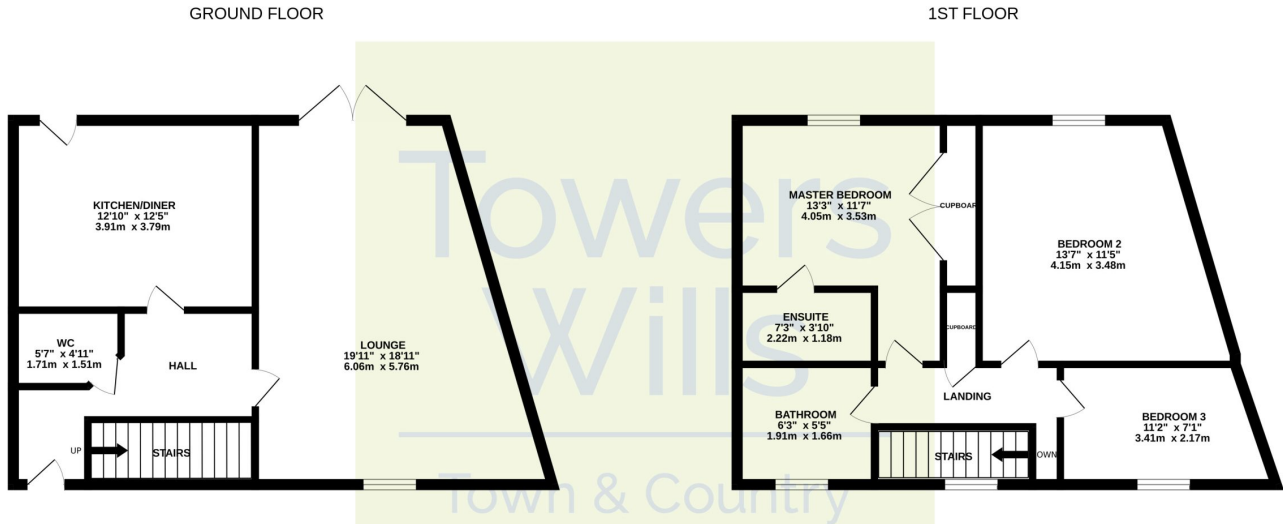 GROUND FLOOR
KITCHEN/DINER
12'10" x 12'5"
3.91m x 3.79m
WC
5'7" x 4'11"
1.71m x 1.51m
HALL
LOUNGE
19'11" x 18'11"
6.06m x 5.76m
UP
STAIRS
1ST FLOOR
MASTER BEDROOM
13'3" x 11'7"
4.05m x 3.53m
CUPBOARD
BEDROOM 2
13'7" x 11'5"
4.15m x 3.48m
ENSUITE
7'3" x 3'10"
2.22m x 1.18m
CUPBOARD
LANDING
BATHROOM
6'3" x 5'5"
1.91m x 1.66m
BEDROOM 3
11'2" x 7'1"
3.41m x 2.17m
STAIRS
DOWN
Towers
Wills
Town & Country